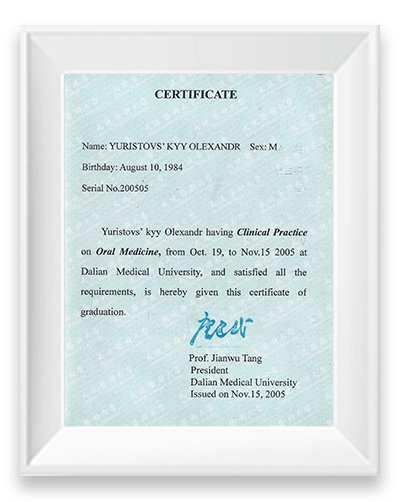 CERTIFICATE
Name: YURISTOVS' KYY OLEXANDR Sex: M
Birthday: August 10, 1984
Serial No.200505
Yuristovs' kyy Olexandr having Clinical Practice
on Oral Medicine, from Oct. 19, to Nov.15 2005 at
Dalian Medical University, and satisfied all the
requirements, is hereby given this certificate of
graduation.
Prof. Jianwu Tang
President
Dalian Medical University
Issued on Nov.15, 2005